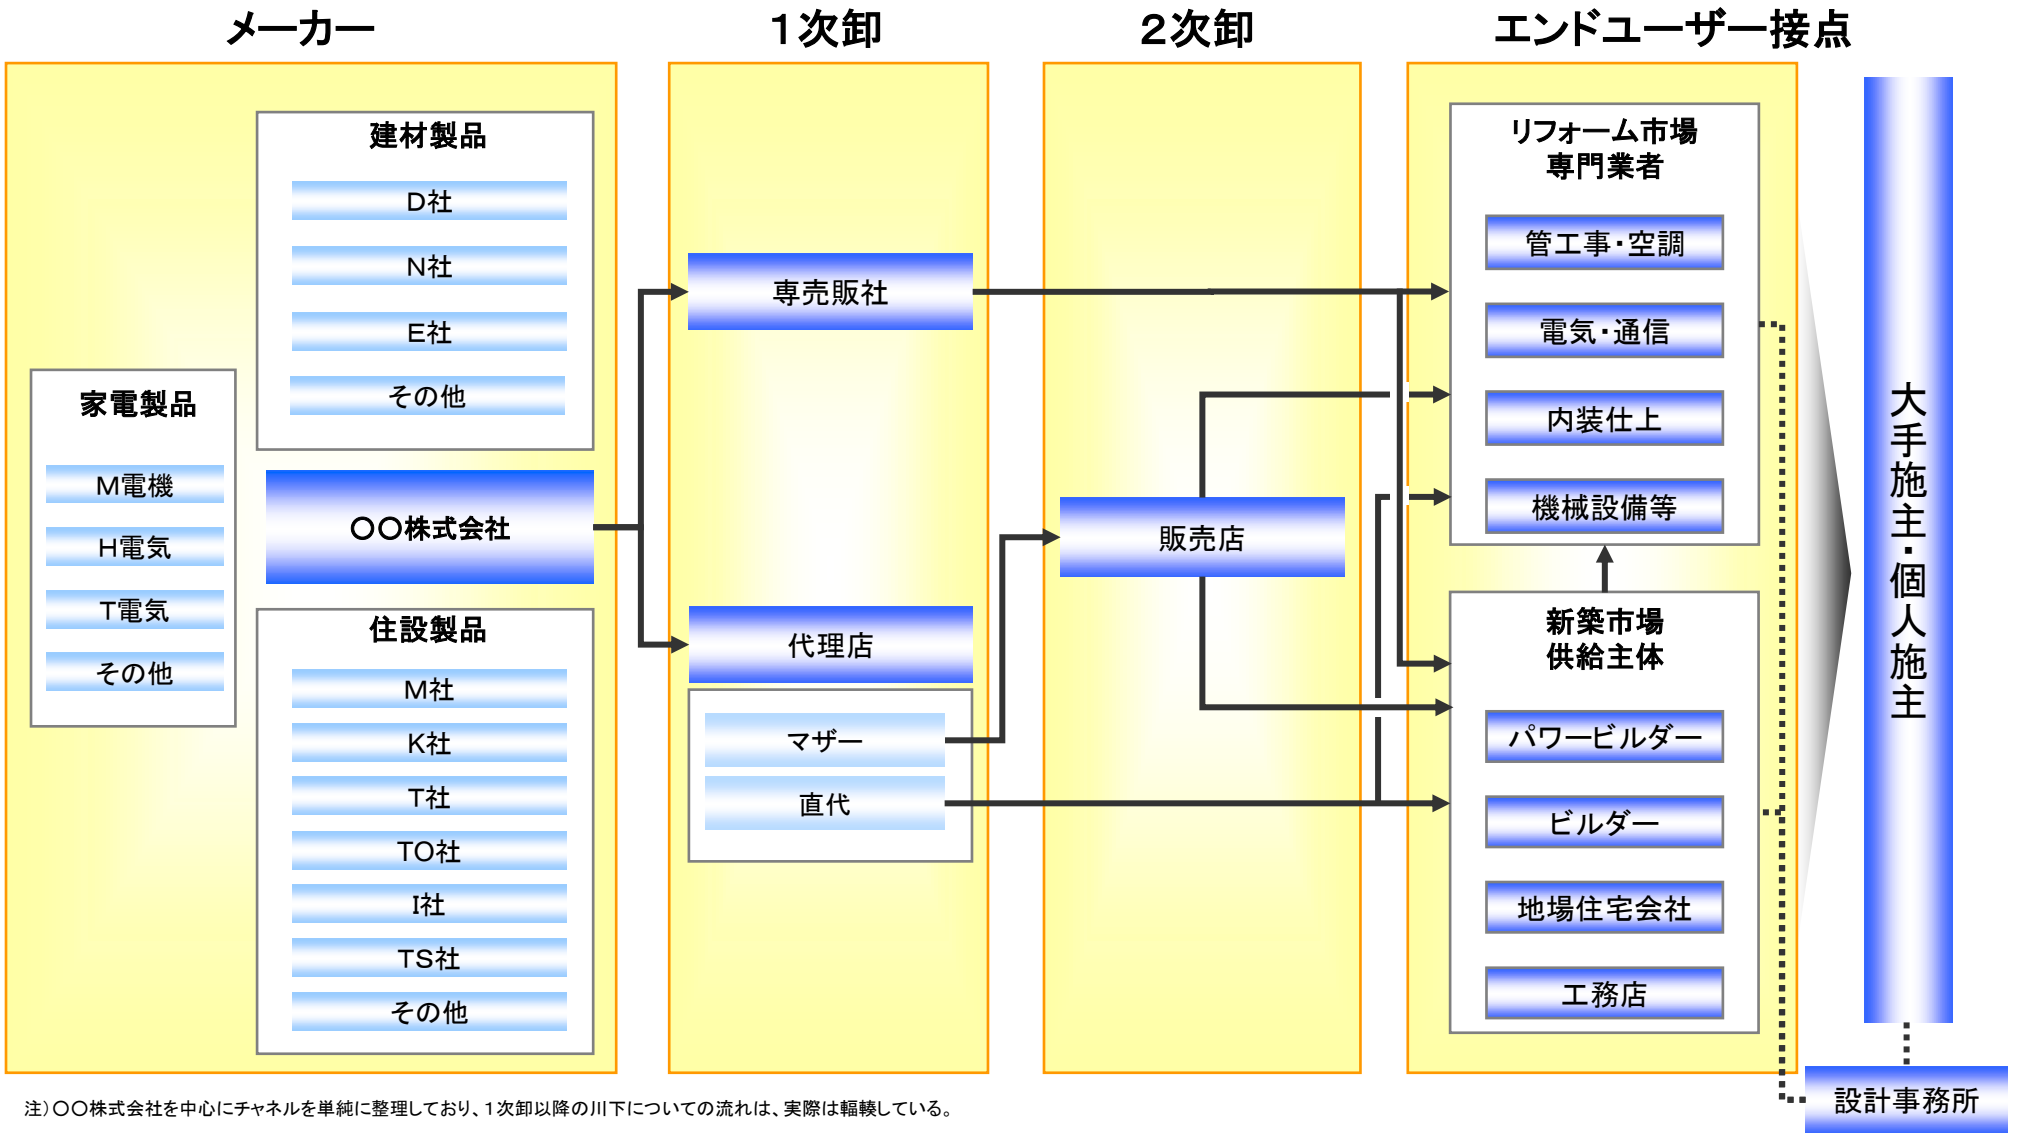 メーカー
1次卸
2次卸
エンドユーザー接点
建材製品
D社
N社
E社
その他
家電製品
M電機
H電気
T電気
その他
〇〇株式会社
住設製品
M社
K社
T社
TO社
I社
TS社
その他
専売販社
代理店
マザー
直代
販売店
リフォーム市場
専門業者
管工事・空調
電気・通信
内装仕上
機械設備等
新築市場
供給主体
パワービルダー
ビルダー
地場住宅会社
工務店
大手施主・個人施主
設計事務所
注）〇〇株式会社を中心にチャネルを単純に整理しており、1次卸以降の川下についての流れは、実際は輻輳している。